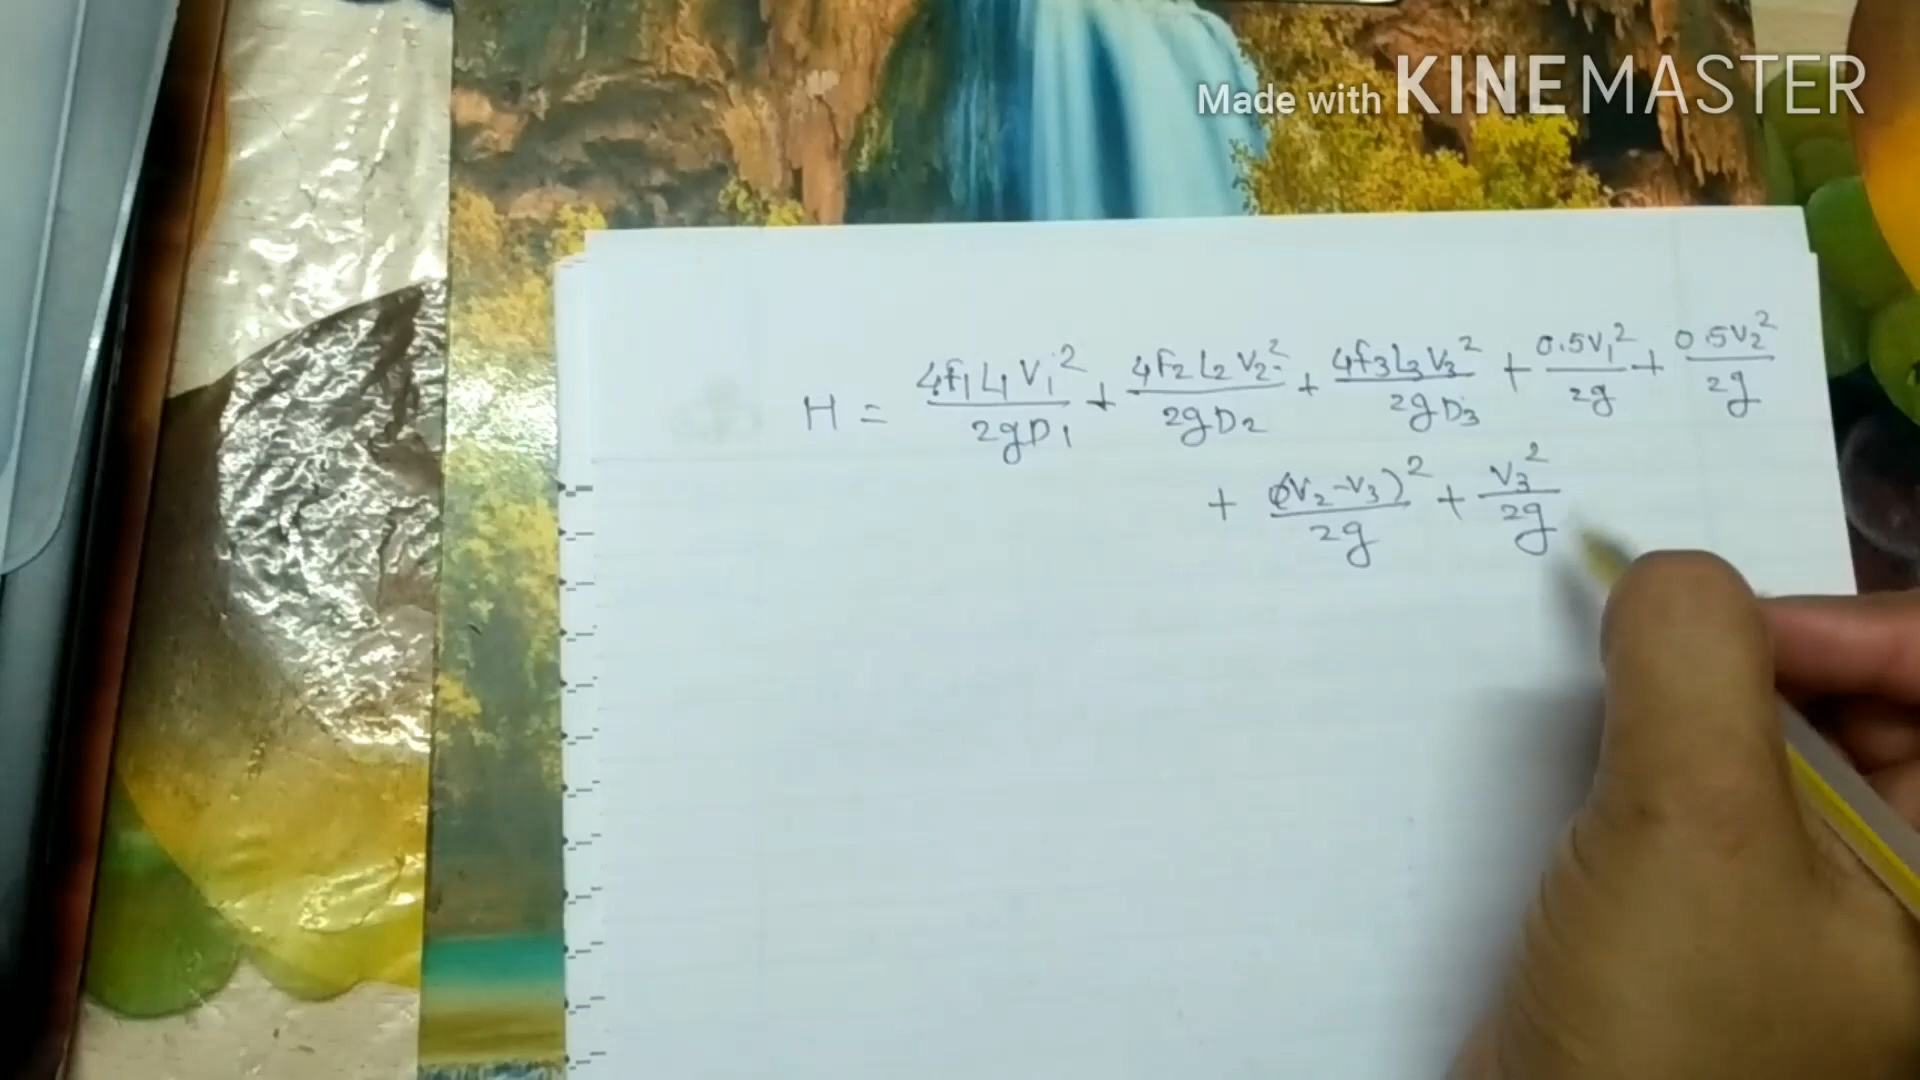 Made with KINEMASTER
H = 4f₁L₁V₁²/2gD₁ + 4f₂L₂V₂²/2gD₂ + 4f₃L₃V₃²/2gD₃ + 0.5V₁²/2g + 0.5V₂²/2g
+ (V₂-V₃)²/2g + V₃²/2g